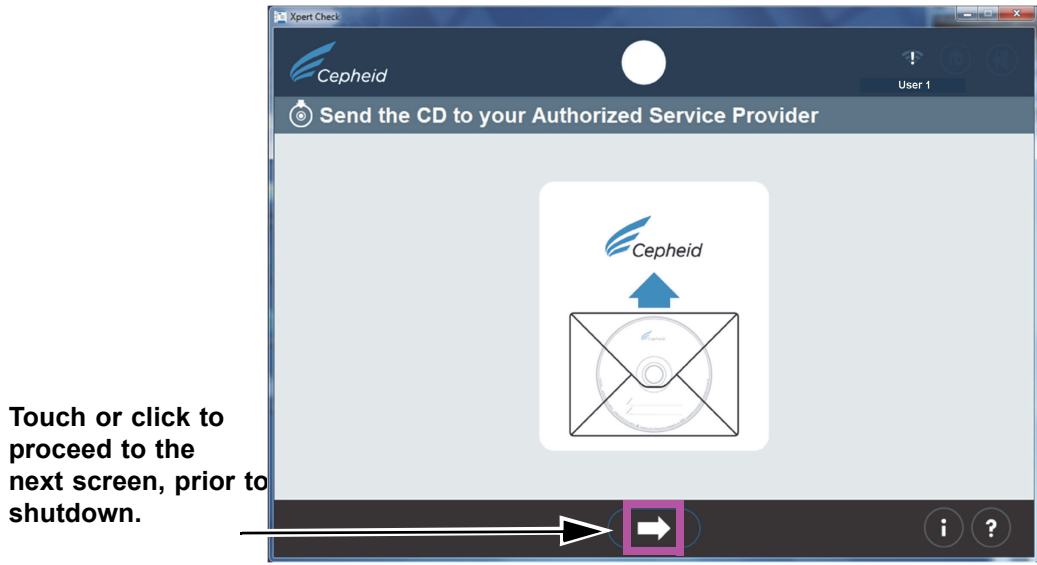 Xpert Check
Cepheid
User 1
Send the CD to your Authorized Service Provider
Cepheid
Cepheid
Touch or click to
proceed to the
next screen, prior to
shutdown.
i
?